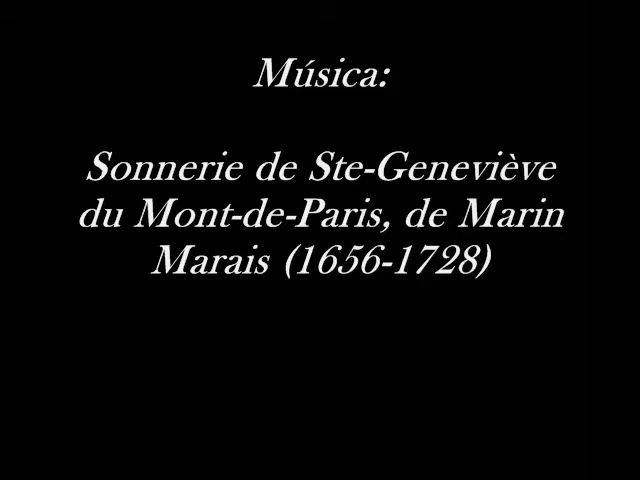 Música:
Sonnerie de Ste-Geneviève
du Mont-de-Paris, de Marin
Marais (1656-1728)